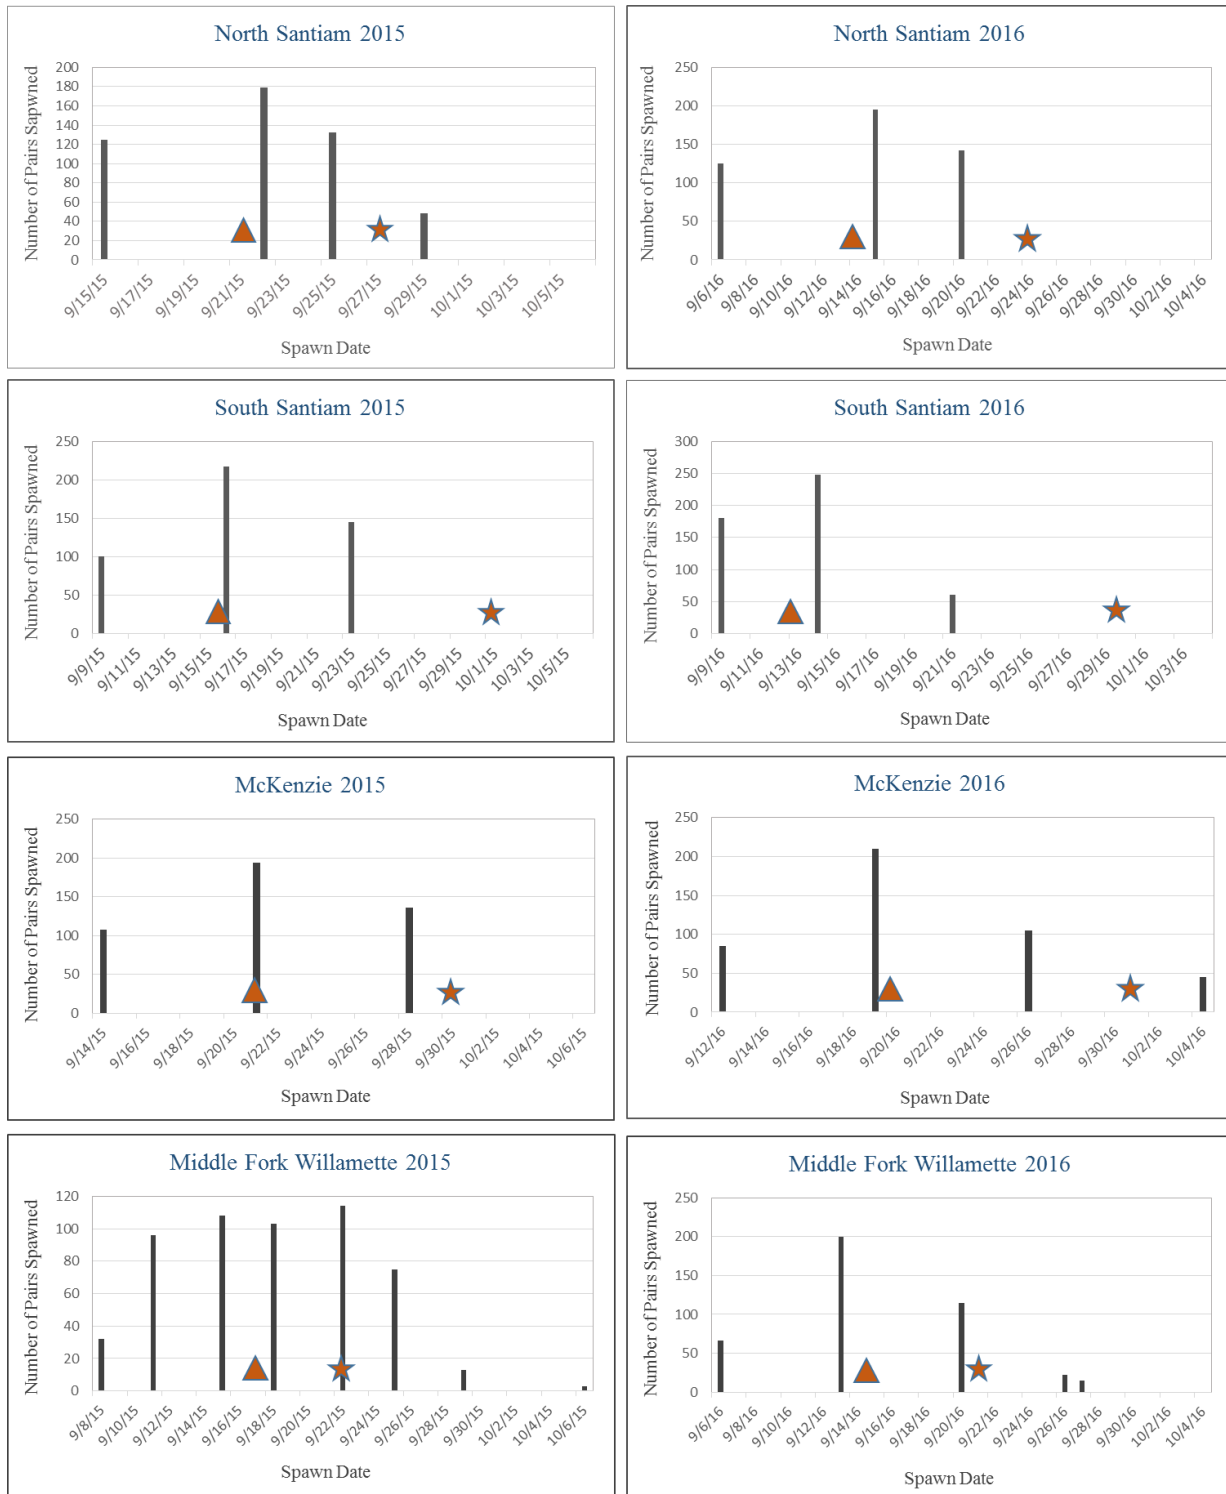 North Santiam 2015
Number of Pairs Sapwned
200
180
160
140
120
100
80
60
40
20
0
9/15/15 9/17/15 9/19/15 9/21/15 9/23/15 9/25/15 9/27/15 9/29/15 10/1/15 10/3/15 10/5/15
Spawn Date
North Santiam 2016
Number of Pairs Spawned
250
200
150
100
50
0
9/6/16 9/8/16 9/10/16 9/12/16 9/14/16 9/16/16 9/18/16 9/20/16 9/22/16 9/24/16 9/26/16 9/28/16 9/30/16 10/2/16 10/4/16
Spawn Date
South Santiam 2015
Number of Pairs Spawned
250
200
150
100
50
0
9/9/15 9/11/15 9/13/15 9/15/15 9/17/15 9/19/15 9/21/15 9/23/15 9/25/15 9/27/15 9/29/15 10/1/15 10/3/15 10/5/15
Spawn Date
South Santiam 2016
Number of Pairs Spawned
300
250
200
150
100
50
0
9/9/16 9/11/16 9/13/16 9/15/16 9/17/16 9/19/16 9/21/16 9/23/16 9/25/16 9/27/16 9/29/16 10/1/16 10/3/16
Spawn Date
McKenzie 2015
Number of Pairs Spawned
250
200
150
100
50
0
9/14/15 9/16/15 9/18/15 9/20/15 9/22/15 9/24/15 9/26/15 9/28/15 9/30/15 10/2/15 10/4/15 10/6/15
Spawn Date
McKenzie 2016
Number of Pairs Spawned
250
200
150
100
50
0
9/12/16 9/14/16 9/16/16 9/18/16 9/20/16 9/22/16 9/24/16 9/26/16 9/28/16 9/30/16 10/2/16 10/4/16
Spawn Date
Middle Fork Willamette 2015
Number of Pairs Spawned
120
100
80
60
40
20
0
9/8/15 9/10/15 9/12/15 9/14/15 9/16/15 9/18/15 9/20/15 9/22/15 9/24/15 9/26/15 9/28/15 9/30/15 10/2/15 10/4/15 10/6/15
Spawn Date
Middle Fork Willamette 2016
Number of Pairs Spawned
250
200
150
100
50
0
9/6/16 9/8/16 9/10/16 9/12/16 9/14/16 9/16/16 9/18/16 9/20/16 9/22/16 9/24/16 9/26/16 9/28/16 9/30/16 10/2/16 10/4/16
Spawn Date